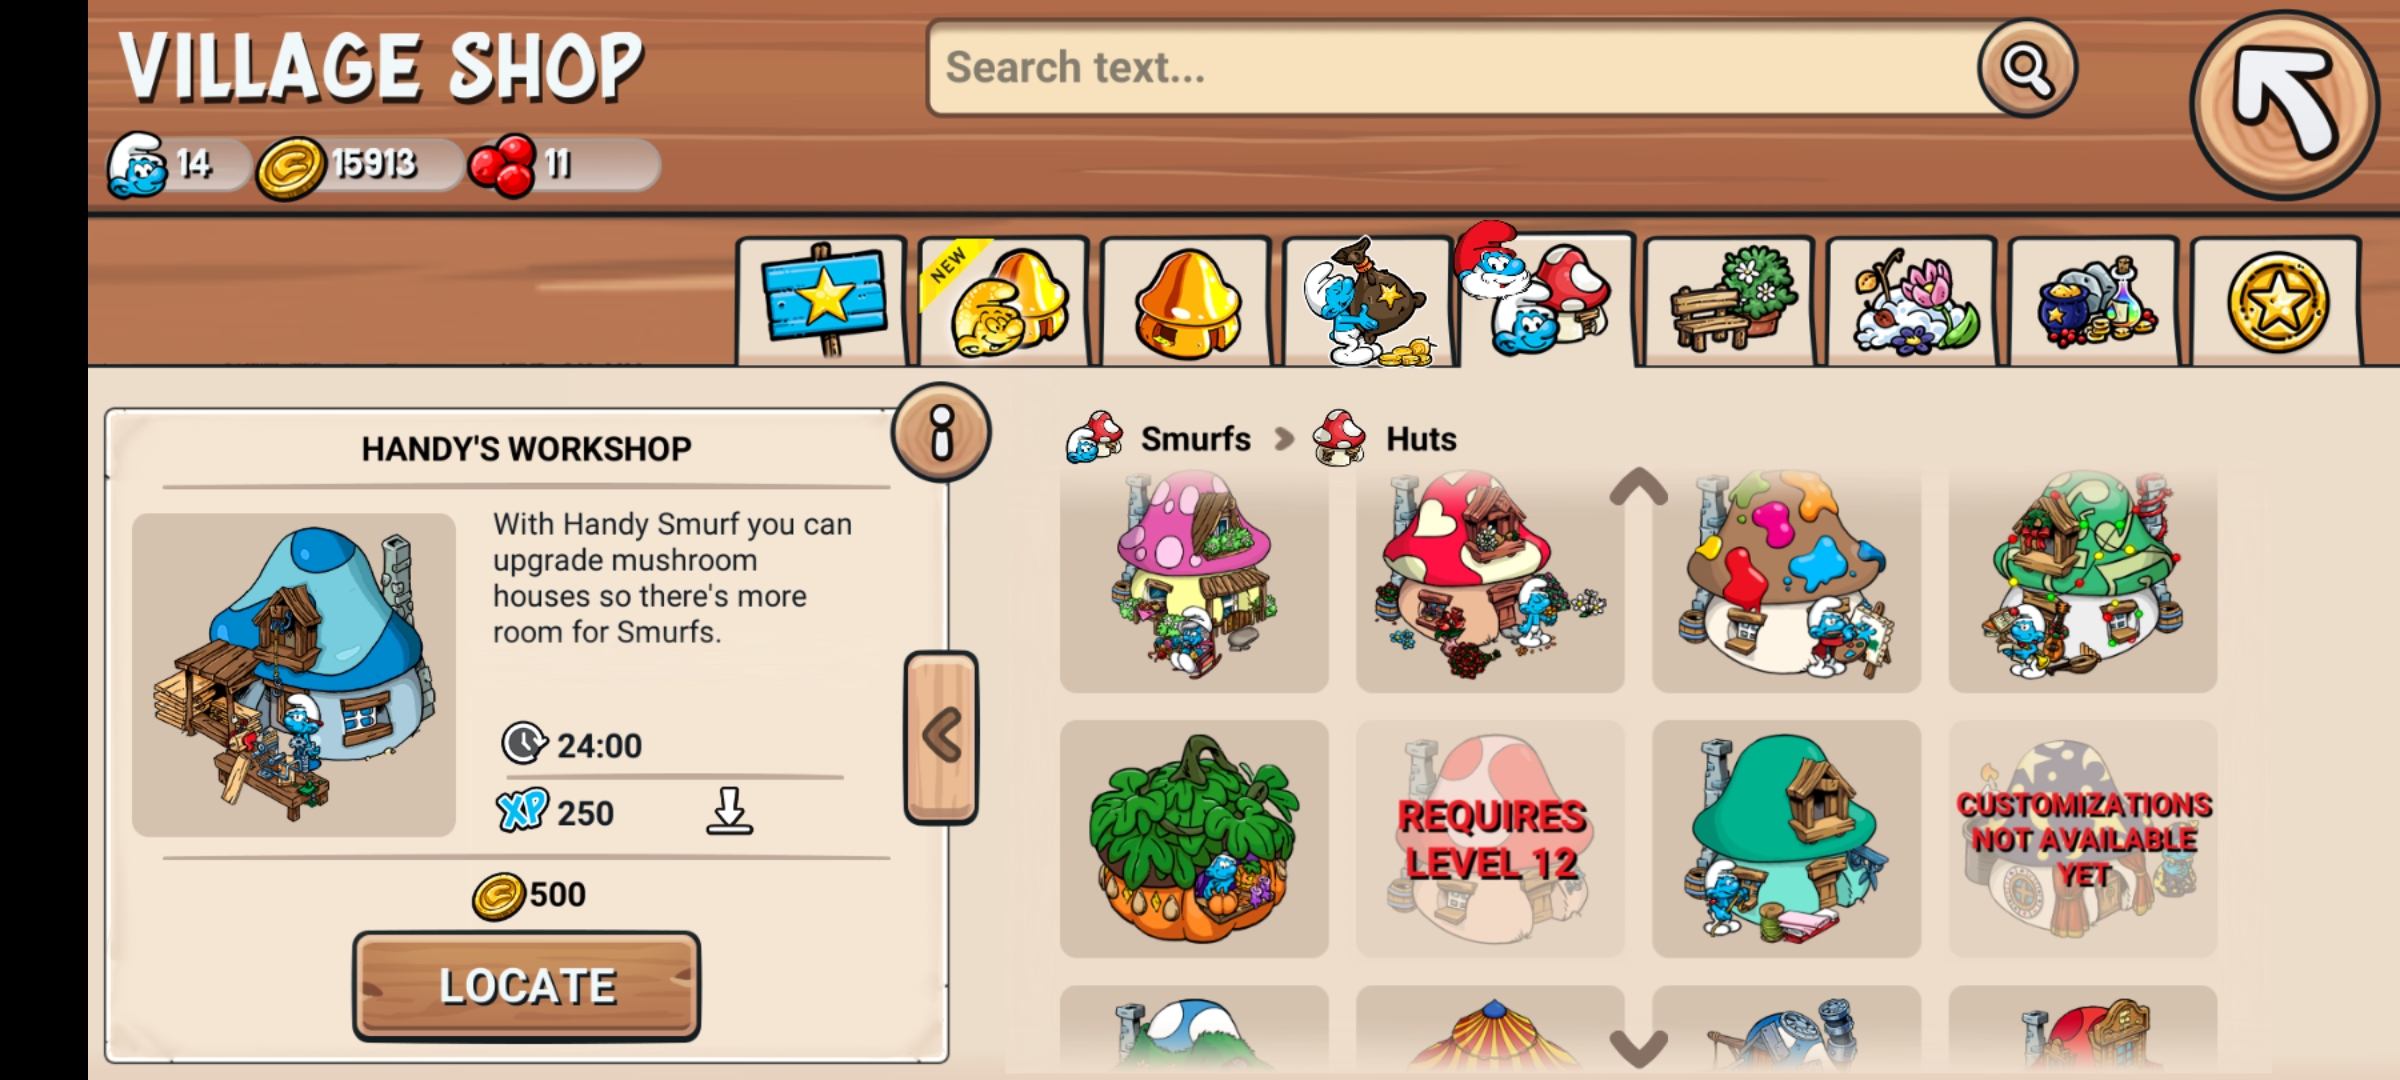 VILLAGE SHOP
Search text...
14
15913
11
NEW
HANDY'S WORKSHOP
With Handy Smurf you can
upgrade mushroom
houses so there's more
room for Smurfs.
24:00
XP 250
500
LOCATE
Smurfs > Huts
REQUIRES
LEVEL 12
CUSTOMIZATIONS
NOT AVAILABLE
YET